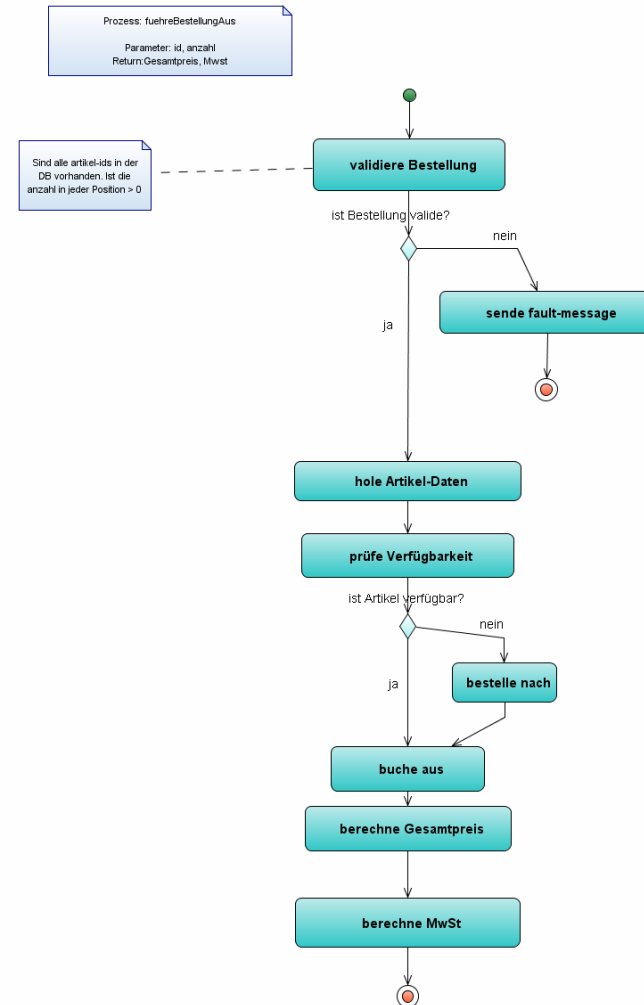 Prozess: fuehreBestellungAus
Parameter: id, anzahl
Return:Gesamtpreis, Mwst
Sind alle artikel-ids in der
DB vorhanden. Ist die
anzahl in jeder Position > 0
validiere Bestellung
ist Bestellung valide?
nein
sende fault-message
ja
hole Artikel-Daten
prüfe Verfügbarkeit
ist Artikel verfügbar?
nein
bestelle nach
ja
buche aus
berechne Gesamtpreis
berechne MwSt